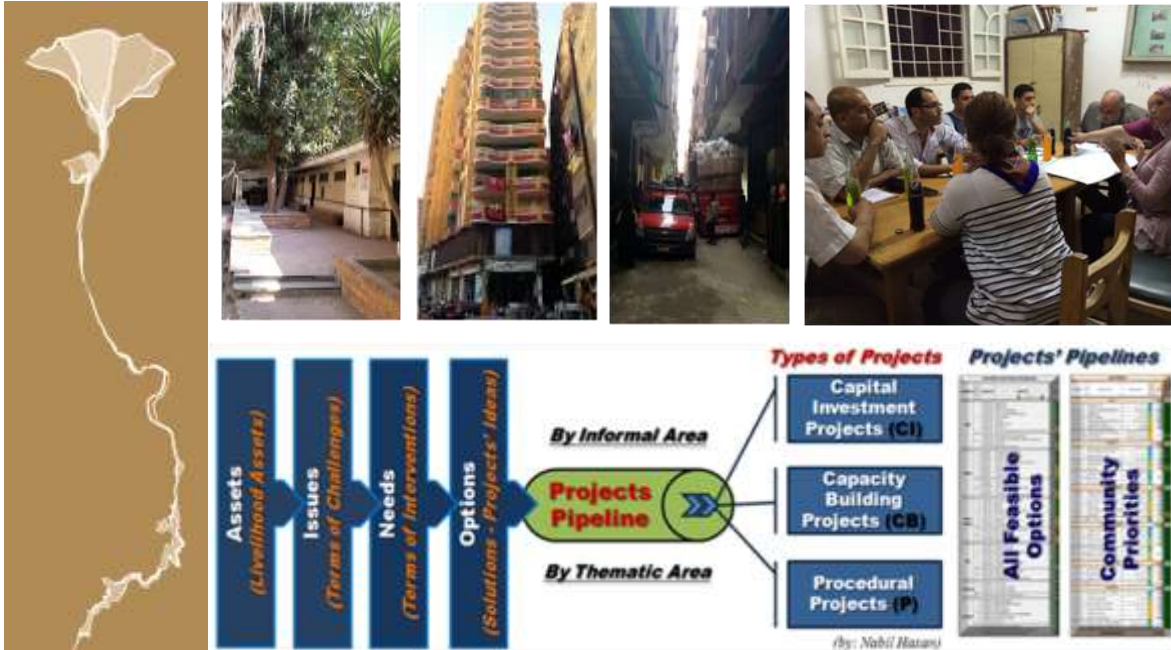 Assets
(Livelihood Assets)
Issues
(Terms of Challenges)
Needs
(Terms of Interventions)
Options
(Solutions - Projects' Ideas)
By Informal Area
Projects
Pipeline
By Thematic Area
Types of Projects
Capital
Investment
Projects (CI)
Capacity
Building
Projects (CB)
Procedural
Projects (P)
(by: Nabil Hasan)
Projects' Pipelines
All Feasible
Options
Community
Priorities